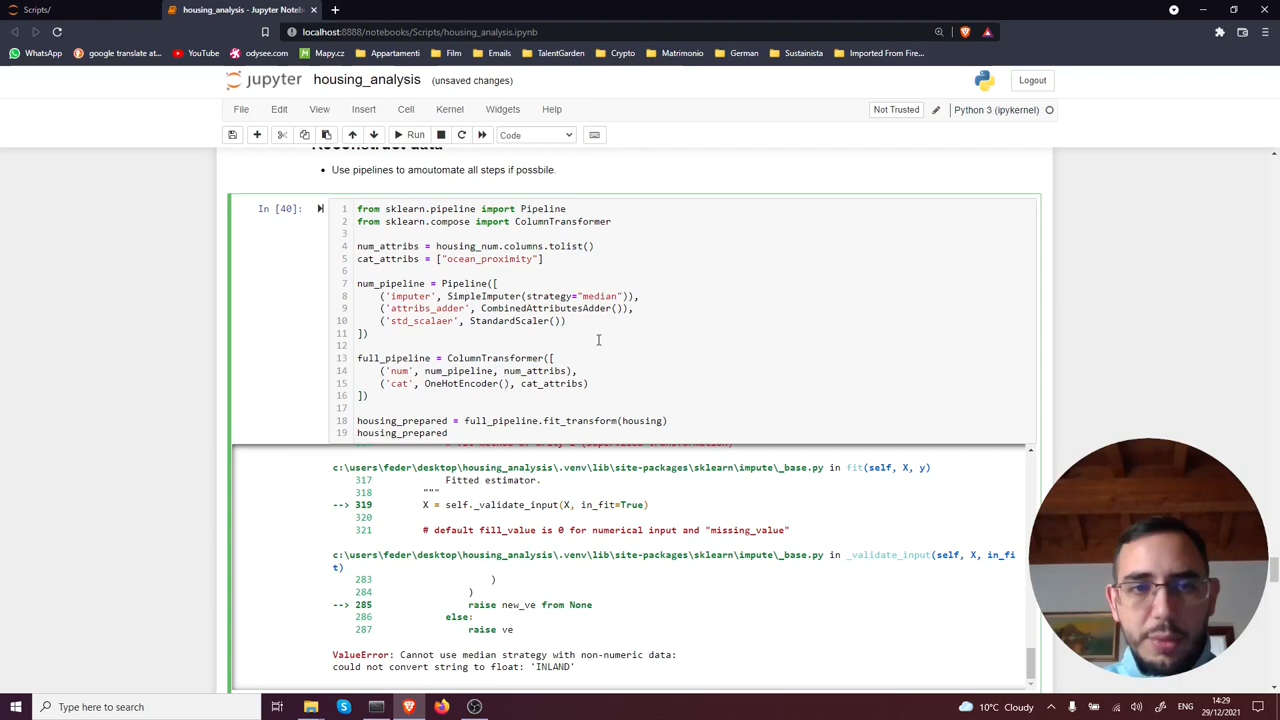 Scripts/
housing_analysis - Jupyter Noteb
localhost:8888/notebooks/Scripts/housing_analysis.ipynb
WhatsApp google translate at... YouTube odysee.com Mapy.cz Appartamenti Film Emails TalentGarden Crypto Matrimonio German Sustainista Imported From Fire...
jupyter housing_analysis (unsaved changes) Logout
File Edit View Insert Cell Kernel Widgets Help Not Trusted Python 3 (ipykernel)
Run Code
Reconstruct data
• Use pipelines to amoutomate all steps if possbile.
In [40]:
1 from sklearn.pipeline import Pipeline
2 from sklearn.compose import ColumnTransformer
3
4 num_attribs = housing_num.columns.tolist()
5 cat_attribs = ["ocean_proximity"]
6
7 num_pipeline = Pipeline([
8 ('imputer', SimpleImputer(strategy="median")),
9 ('attribs_adder', CombinedAttributesAdder()),
10 ('std_scalaer', StandardScaler())
11 ])
12
13 full_pipeline = ColumnTransformer([
14 ('num', num_pipeline, num_attribs),
15 ('cat', OneHotEncoder(), cat_attribs)
16 ])
17
18 housing_prepared = full_pipeline.fit_transform(housing)
19 housing_prepared
c:\users\feder\desktop\housing_analysis\.venv\lib\site-packages\sklearn\impute\_base.py in fit(self, X, y)
317 Fitted estimator.
318 """
--> 319 X = self._validate_input(X, in_fit=True)
320
321 # default fill_value is 0 for numerical input and "missing_value"
c:\users\feder\desktop\housing_analysis\.venv\lib\site-packages\sklearn\impute\_base.py in _validate_input(self, X, in_fi
t)
283 )
284 )
--> 285 raise new_ve from None
286 else:
287 raise ve
ValueError: Cannot use median strategy with non-numeric data:
could not convert string to float: 'INLAND'
Type here to search
10°C Cloudy
ENG
14:29
29/12/2021